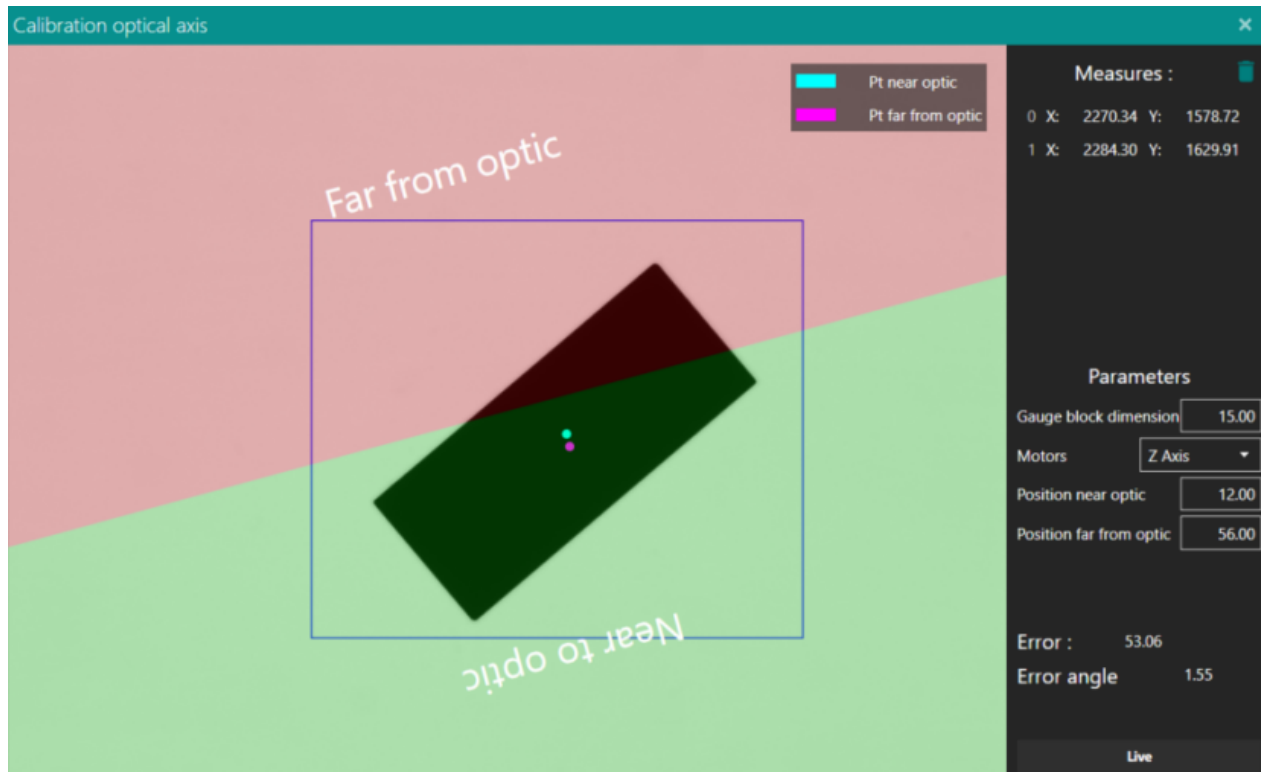 Calibration optical axis
Pt near optic
Pt far from optic
Far from optic
Near to optic
Measures :
0 X: 2270.34 Y: 1578.72
1 X: 2284.30 Y: 1629.91
Parameters
Gauge block dimension 15.00
Motors Z Axis
Position near optic 12.00
Position far from optic 56.00
Error : 53.06
Error angle 1.55
Live